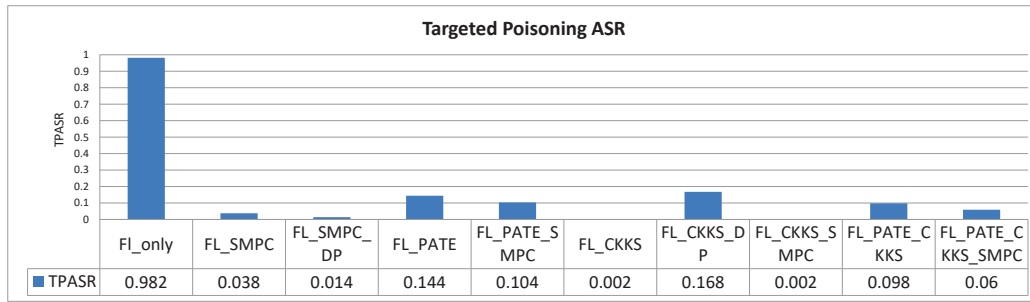 Targeted Poisoning ASR
TPASR
1
0.9
0.8
0.7
0.6
0.5
0.4
0.3
0.2
0.1
0
Fl_only FL_SMPC FL_SMPC_ FL_PATE FL_PATE_S FL_CKKS FL_CKKS_D FL_CKKS_S FL_PATE_C FL_PATE_C
DP MPC P MPC KKS KKS_SMPC
TPASR 0.982 0.038 0.014 0.144 0.104 0.002 0.168 0.002 0.098 0.06